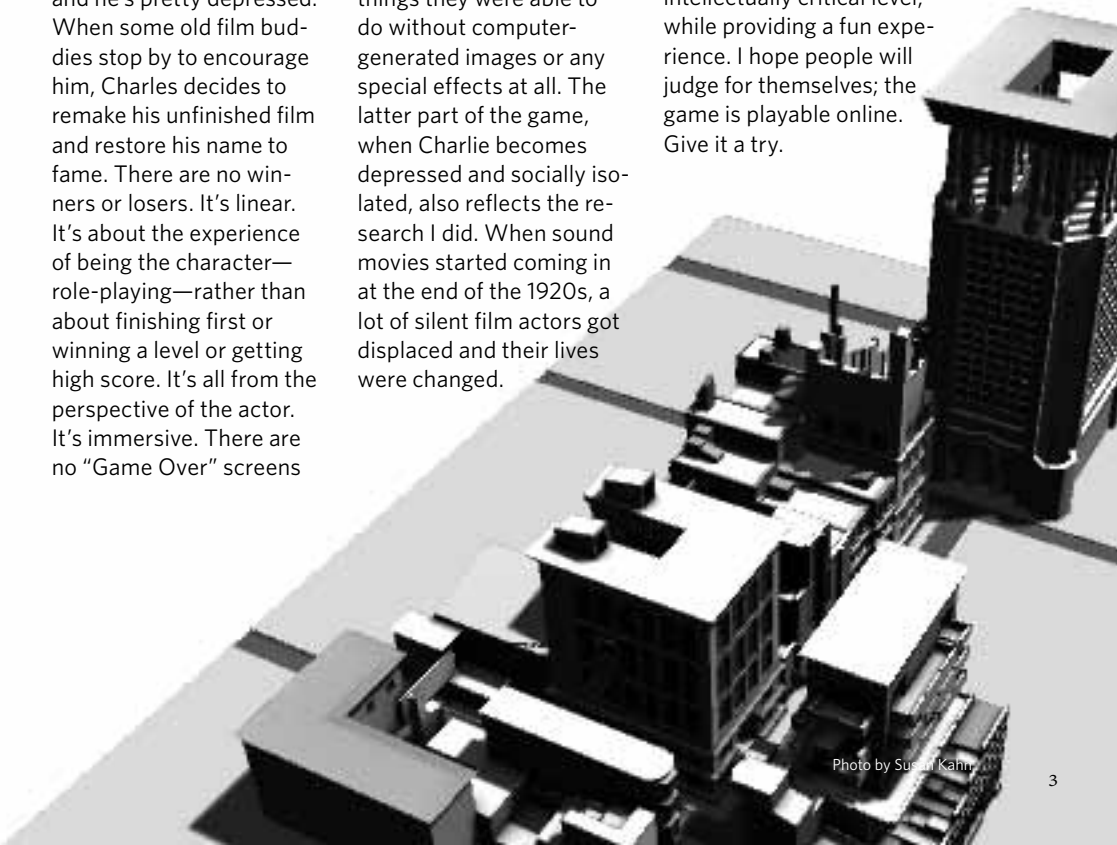 and he's pretty depressed.
When some old film bud-
dies stop by to encourage
him, Charles decides to
remake his unfinished film
and restore his name to
fame. There are no win-
ners or losers. It's linear.
It's about the experience
of being the character—
role-playing—rather than
about finishing first or
winning a level or getting
high score. It's all from the
perspective of the actor.
It's immersive. There are
no “Game Over” screens
things they were able to
do without computer-
generated images or any
special effects at all. The
latter part of the game,
when Charlie becomes
depressed and socially iso-
lated, also reflects the re-
search I did. When sound
movies started coming in
at the end of the 1920s, a
lot of silent film actors got
displaced and their lives
were changed.
intellectually critical level,
while providing a fun expe-
rience. I hope people will
judge for themselves; the
game is playable online.
Give it a try.
Photo by Susan Kahn
3